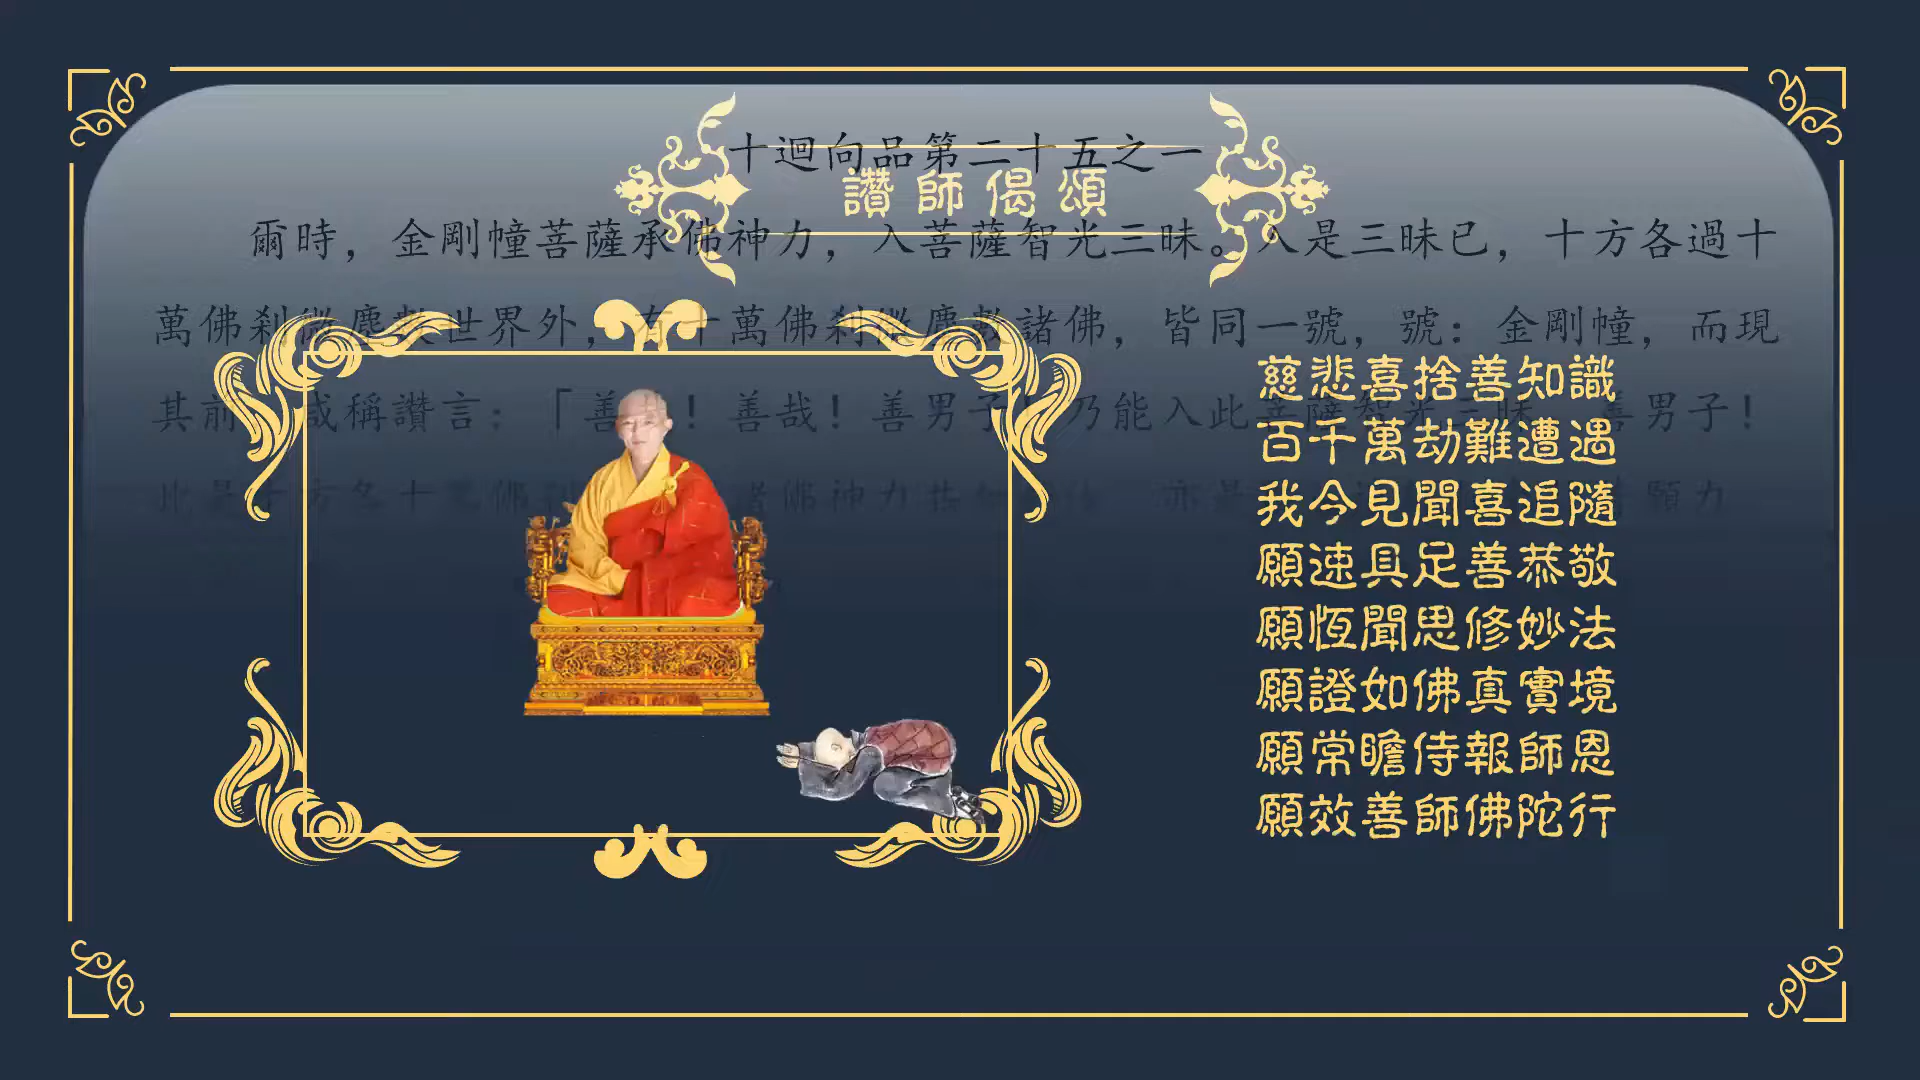 十迴向品第二十五之一
讚師偈頌
爾時，金剛幢菩薩承佛神力，入菩薩智光三昧。入是三昧已，十方各過十
萬佛剎微塵數世界外，有十萬佛剎微塵數諸佛，皆同一號，號：金剛幢，而現
其前 咸稱讚言：「善 ！善哉！善男子！乃能入此菩薩智光三昧 善男子！
慈悲喜捨善知識
百千萬劫難遭遇
我今見聞喜追隨
願速具足善恭敬
願恆聞思修妙法
願證如佛真實境
願常瞻侍報師恩
願效善師佛陀行